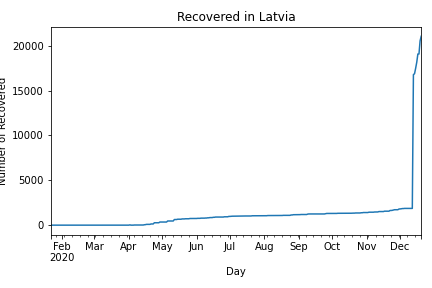 Recovered in Latvia
Number of Recovered
20000
15000
10000
5000
0
Feb Mar Apr May Jun Jul Aug Sep Oct Nov Dec
2020
Day